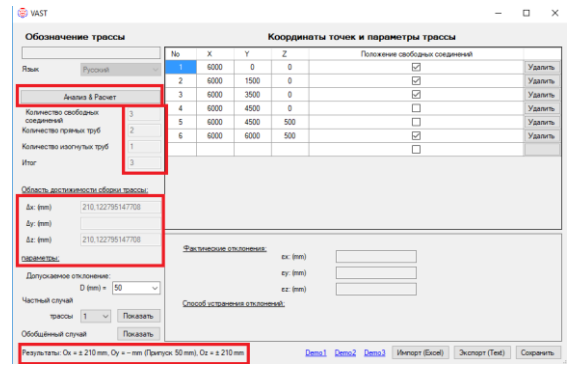 VAST
Обозначение трассы
Координаты точек и параметры трассы
Язык Русский
Анализ & Расчет
Количество свободных соединений 3
Количество прямых труб 2
Количество изогнутых труб 1
Итог 3
Область достижимости сборки трассы:
Δx: (mm) 210,122795147708
Δy: (mm)
Δz: (mm) 210,122795147708
параметры:
Допускаемое отклонение:
D (mm) = 50
Частный случай
трассы 1 Показать
Обобщённый случай Показать
No X Y Z Положение свободных соединений
1 6000 0 0 Удалить
2 6000 1500 0 Удалить
3 6000 3500 0 Удалить
4 6000 4500 0 Удалить
5 6000 4500 500 Удалить
6 6000 6000 500 Удалить
Фактические отклонения:
εx: (mm)
εy: (mm)
εz: (mm)
Способ устранения отклонений:
Результаты: Ox = ± 210 mm, Oy = – mm (Припуск 50 mm), Oz = ± 210 mm
Demo1 Demo2 Demo3 Импорт (Excel) Экспорт (Text) Сохранить